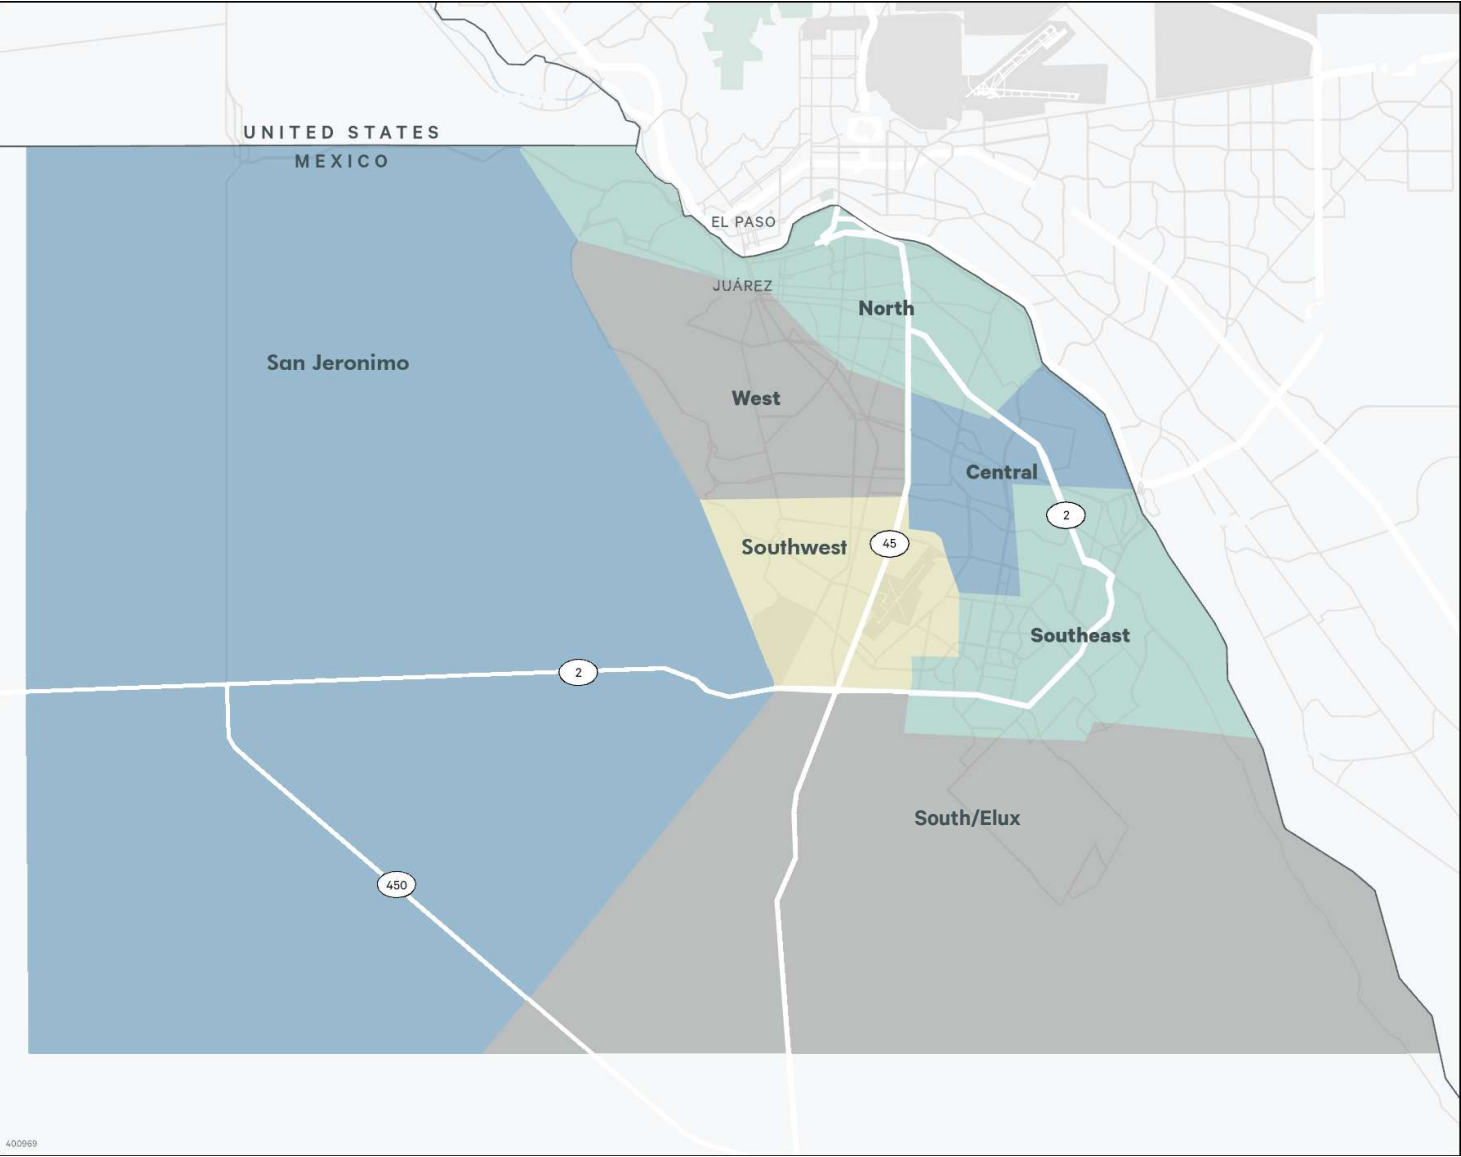 UNITED STATES
MEXICO
EL PASO
JUÁREZ
North
San Jeronimo
West
Central
2
Southwest
45
Southeast
2
South/Elux
450
400969